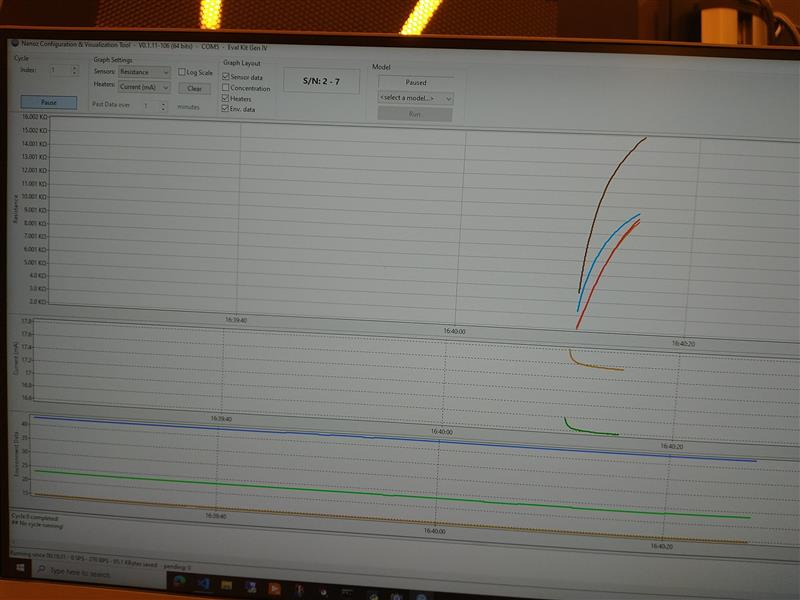 Nanoz Configuration & Visualization Tool - V0.1.11-106 (64 bits) - COM5 - Eval Kit Gen IV
Cycle
Index: 1
Pause
Graph Settings
Sensors: Resistance
Log Scale
Heaters: Current (mA)
Clear
Past Data over 1 minutes
Graph Layout
Sensor data
Concentration
Heaters
Env. data
S/N: 2 - 7
Model
Paused
<select a model...>
Run
Resistance
16.002 KΩ
15.002 KΩ
14.001 KΩ
13.001 KΩ
12.001 KΩ
11.001 KΩ
10.001 KΩ
9.001 KΩ
8.001 KΩ
7.001 KΩ
6.001 KΩ
5.001 KΩ
4.0 KΩ
3.0 KΩ
2.0 KΩ
16:39:40
16:40:00
16:40:20
Current (mA)
17.8
17.6
17.4
17.2
17
16.8
16.6
16:39:40
16:40:00
16:40:20
Environment Data
40
35
30
25
20
15
16:39:40
16:40:00
16:40:20
Cycle 0 completed!
## No cycle running!
Running since
0 SPS - 270 BPS -
KBytes saved - pending: 0
Type here to search